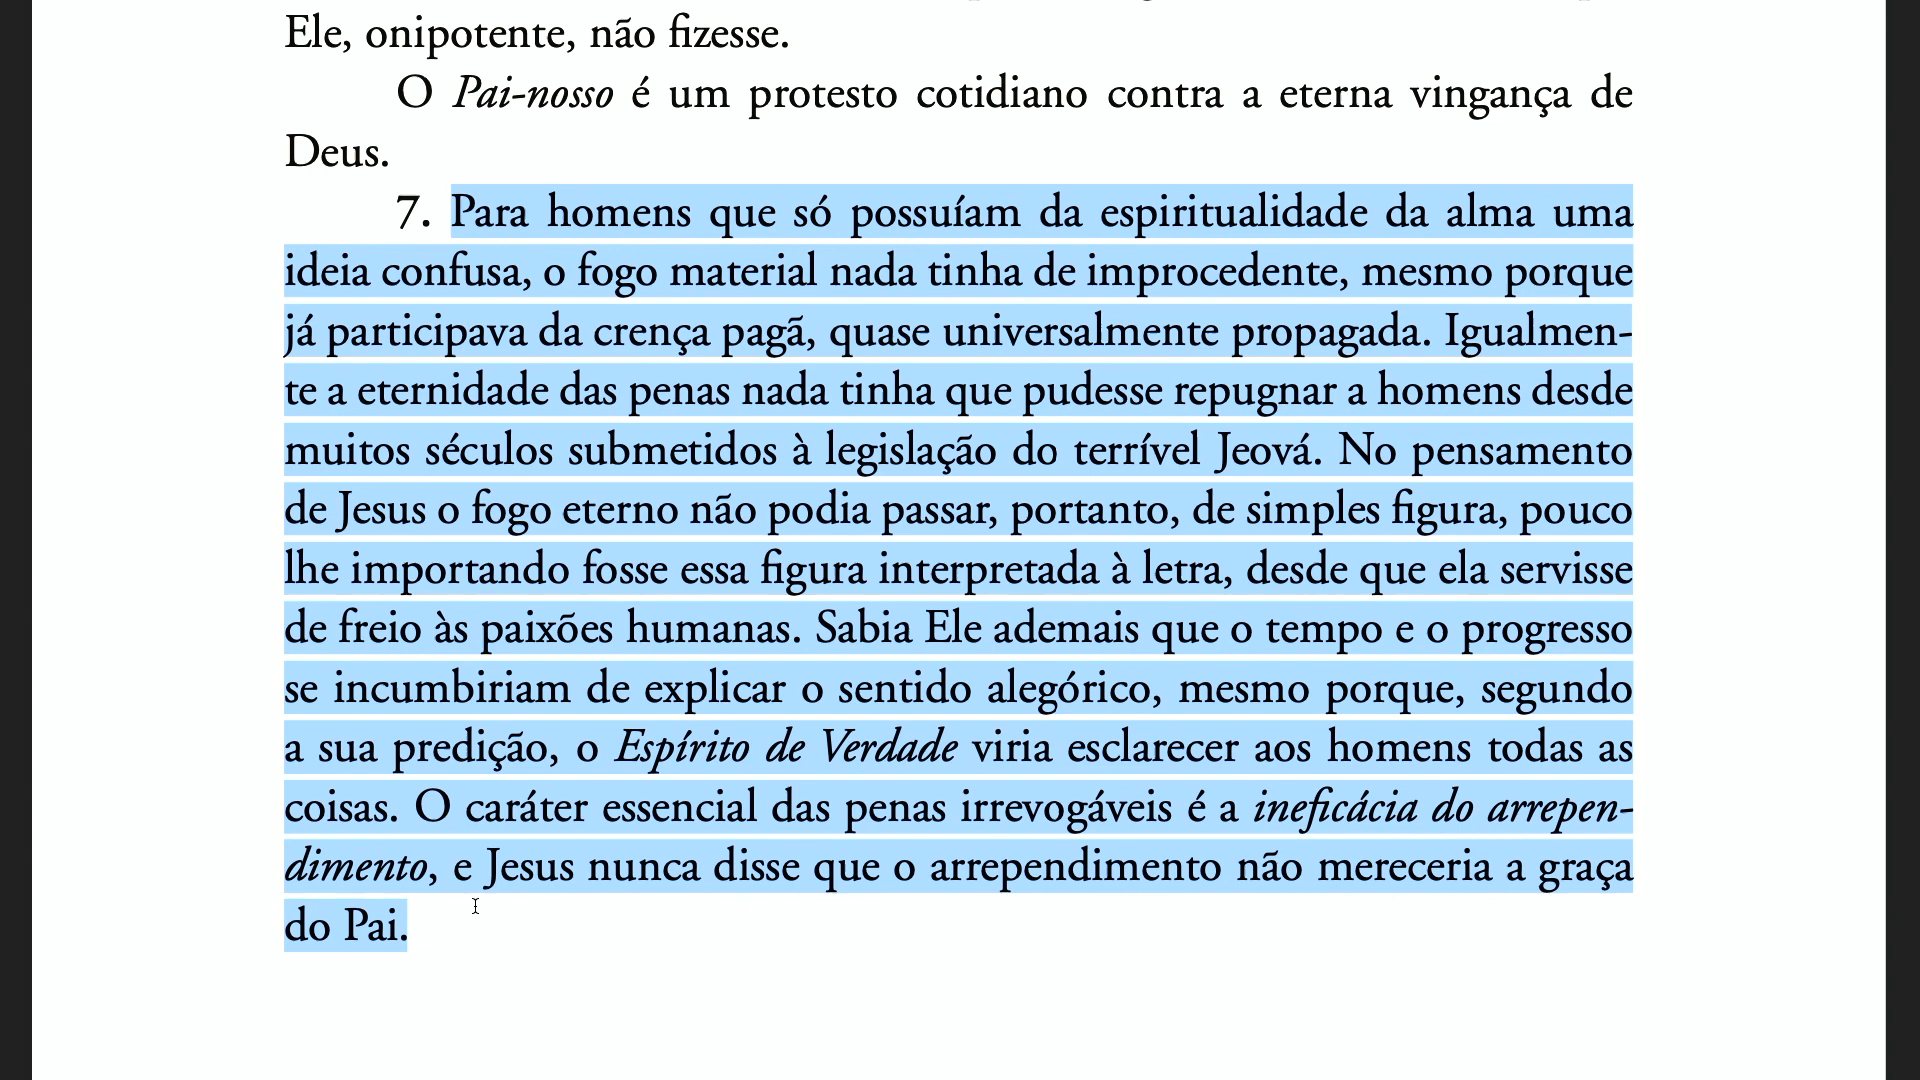 Ele, onipotente, não fizesse.
O Pai-nosso é um protesto cotidiano contra a eterna vingança de
Deus.
7. Para homens que só possuíam da espiritualidade da alma uma
ideia confusa, o fogo material nada tinha de improcedente, mesmo porque
já participava da crença pagã, quase universalmente propagada. Igualmen-
te a eternidade das penas nada tinha que pudesse repugnar a homens desde
muitos séculos submetidos à legislação do terrível Jeová. No pensamento
de Jesus o fogo eterno não podia passar, portanto, de simples figura, pouco
lhe importando fosse essa figura interpretada à letra, desde que ela servisse
de freio às paixões humanas. Sabia Ele ademais que o tempo e o progresso
se incumbiriam de explicar o sentido alegórico, mesmo porque, segundo
a sua predição, o Espírito de Verdade viria esclarecer aos homens todas as
coisas. O caráter essencial das penas irrevogáveis é a ineficácia do arrepen-
dimento, e Jesus nunca disse que o arrependimento não mereceria a graça
do Pai.